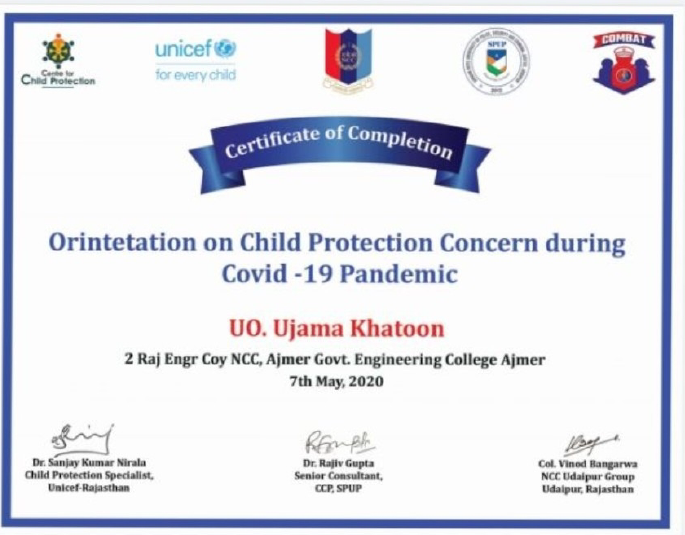 Centre for
Child Protection
unicef
for every child
SPUP
COMBAT
Certificate of Completion
Orintetation on Child Protection Concern during
Covid -19 Pandemic
UO. Ujama Khatoon
2 Raj Engr Coy NCC, Ajmer Govt. Engineering College Ajmer
7th May, 2020
Dr. Sanjay Kumar Nirala
Child Protection Specialist,
Unicef-Rajasthan
Dr. Rajiv Gupta
Senior Consultant,
CCP, SPUP
Col. Vinod Bangarwa
NCC Udaipur Group
Udaipur, Rajasthan